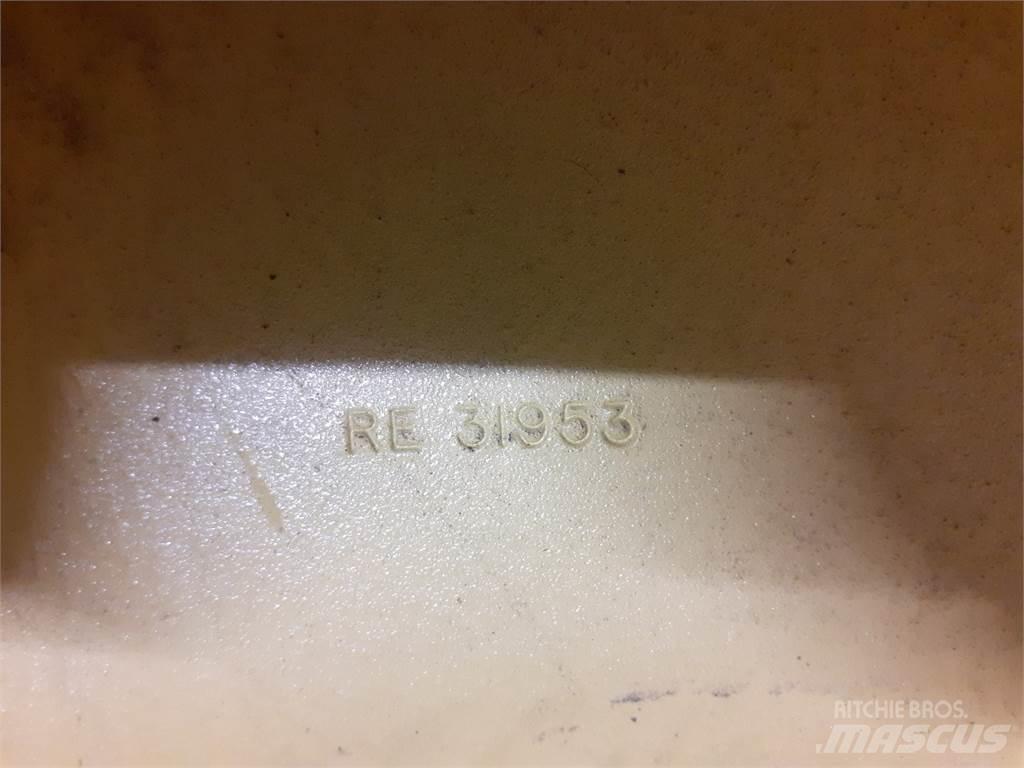 RE 31953
RITCHIE BROS.
MASCUS